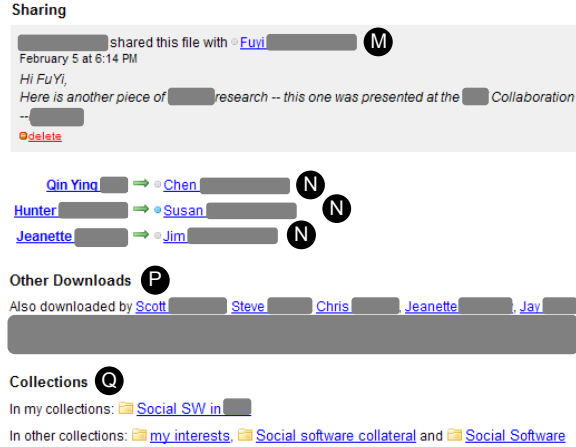 Sharing
shared this file with Fuyi M
February 5 at 6:14 PM
Hi FuYi,
Here is another piece of research -- this one was presented at the Collaboration
--
delete
Qin Ying Chen N
Hunter Susan N
Jeanette Jim N
Other Downloads P
Also downloaded by Scott Steve Chris , Jeanette , Jay
Collections Q
In my collections: Social SW in
In other collections: my interests, Social software collateral and Social Software